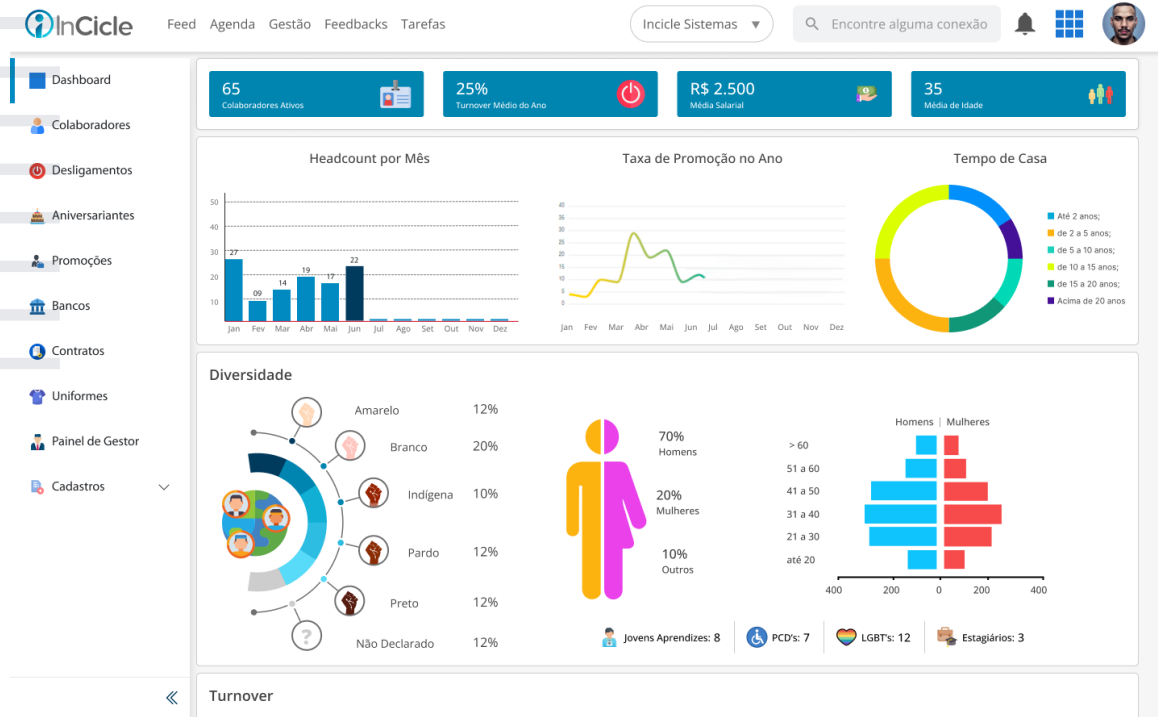 InCicle Feed Agenda Gestão Feedbacks Tarefas Incicle Sistemas Encontre alguma conexão
Dashboard
Colaboradores
Desligamentos
Aniversariantes
Promoções
Bancos
Contratos
Uniformes
Painel de Gestor
Cadastros
65
Colaboradores Ativos
25%
Turnover Médio do Ano
R$ 2.500
Média Salarial
35
Média de Idade
Headcount por Mês
50
40
30
20
10
27 09 14 19 17 22
Jan Fev Mar Abr Mai Jun Jul Ago Set Out Nov Dez
Taxa de Promoção no Ano
40
35
30
25
20
15
10
5
0
Jan Fev Mar Abr Mai Jun Jul Ago Set Out Nov Dez
Tempo de Casa
Até 2 anos;
de 2 a 5 anos;
de 5 a 10 anos;
de 10 a 15 anos;
de 15 a 20 anos;
Acima de 20 anos
Diversidade
Amarelo 12%
Branco 20%
Indígena 10%
Pardo 12%
Preto 12%
? Não Declarado 12%
70%
Homens
20%
Mulheres
10%
Outros
Homens | Mulheres
> 60
51 a 60
41 a 50
31 a 40
21 a 30
até 20
400 200 0 200 400
Jovens Aprendizes: 8 PCD's: 7 LGBT's: 12 Estagiários: 3
Turnover